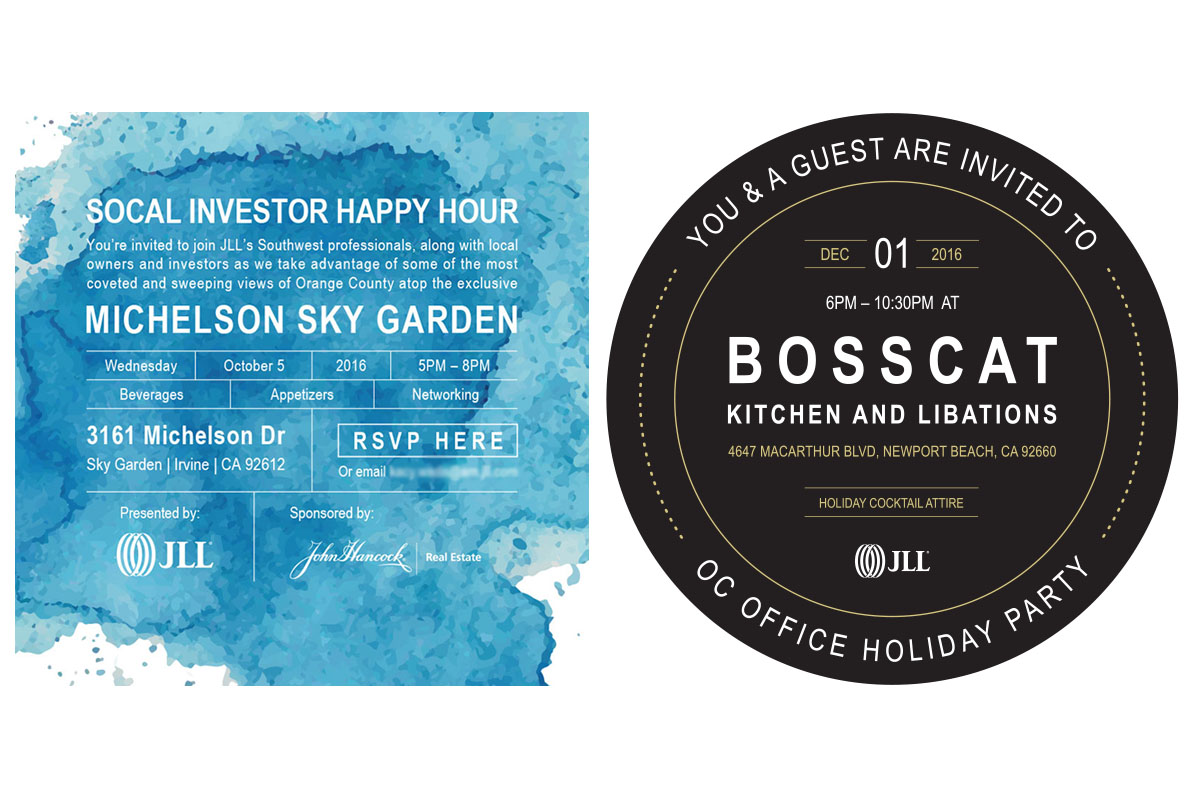 SOCAL INVESTOR HAPPY HOUR
You're invited to join JLL's Southwest professionals, along with local
owners and investors as we take advantage of some of the most
coveted and sweeping views of Orange County atop the exclusive
MICHELSON SKY GARDEN
Wednesday October 5 2016 5PM – 8PM
Beverages Appetizers Networking
3161 Michelson Dr
Sky Garden | Irvine | CA 92612
RSVP HERE
Or email
Presented by:
JLL
Sponsored by:
John Hancock Real Estate
YOU & A GUEST ARE INVITED TO
DEC 01 2016
6PM – 10:30PM AT
BOSSCAT
KITCHEN AND LIBATIONS
4647 MACARTHUR BLVD, NEWPORT BEACH, CA 92660
HOLIDAY COCKTAIL ATTIRE
JLL
OC OFFICE HOLIDAY PARTY